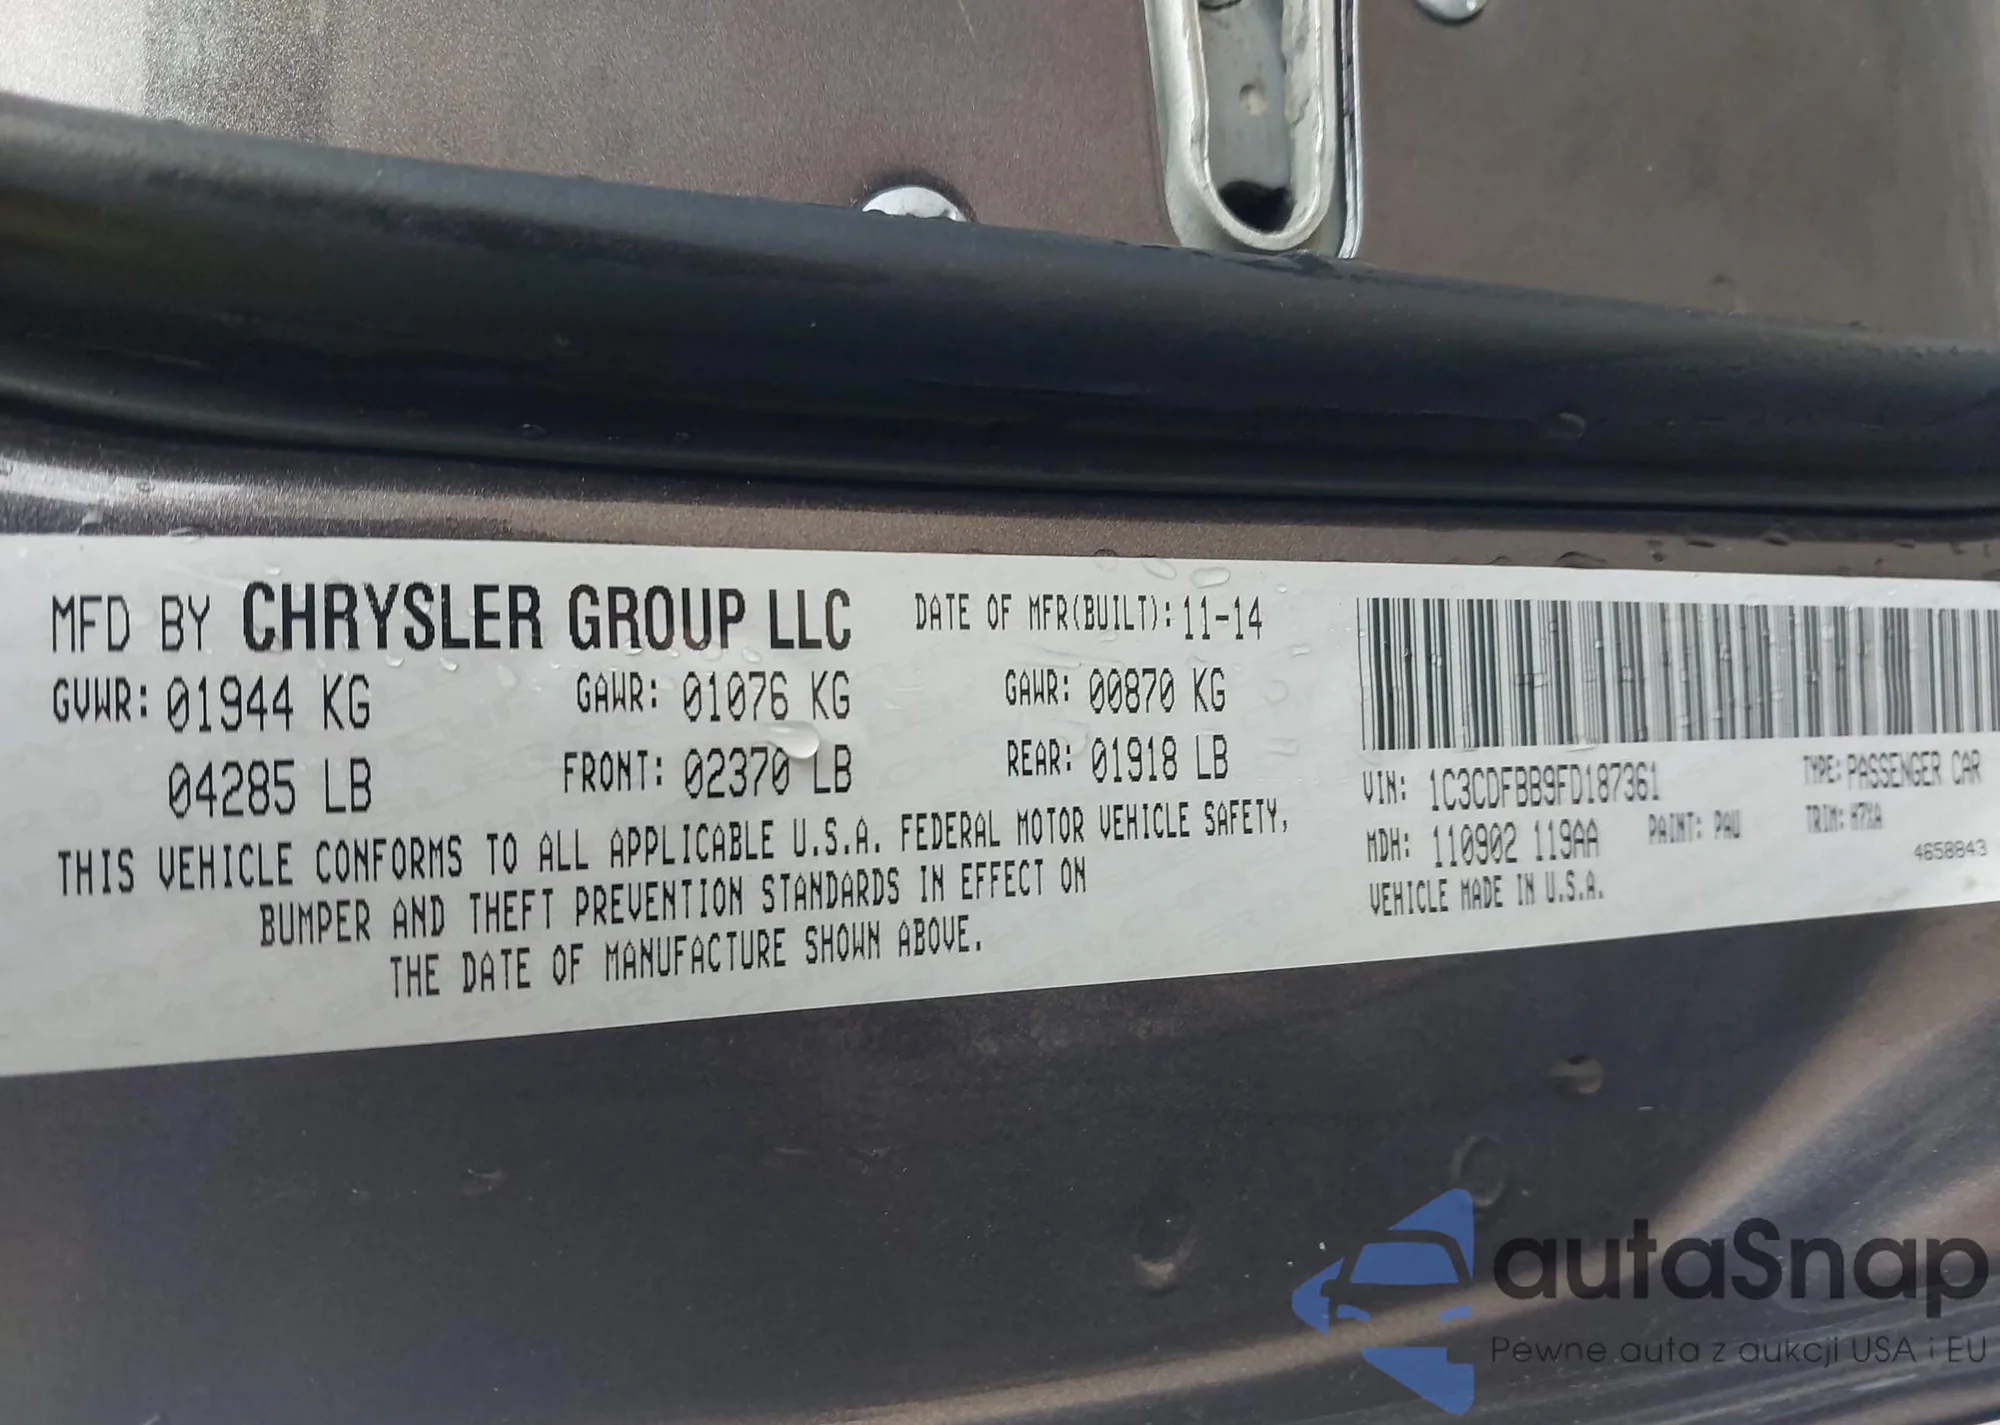 MFD BY CHRYSLER GROUP LLC DATE OF MFR(BUILT): 11-14
GVWR: 01944 KG GAWR: 01076 KG GAWR: 00870 KG
04285 LB FRONT: 02370 LB REAR: 01918 LB
THIS VEHICLE CONFORMS TO ALL APPLICABLE U.S.A. FEDERAL MOTOR VEHICLE SAFETY,
BUMPER AND THEFT PREVENTION STANDARDS IN EFFECT ON
THE DATE OF MANUFACTURE SHOWN ABOVE.
VIN: 1C3CDFBB9FD187361 TYPE: PASSENGER CAR
MDH: 110902 119AA PAINT: PAU TRIM: H7XA
VEHICLE MADE IN U.S.A. 4658843
autaSnap
Pewne auta z aukcji USA i EU